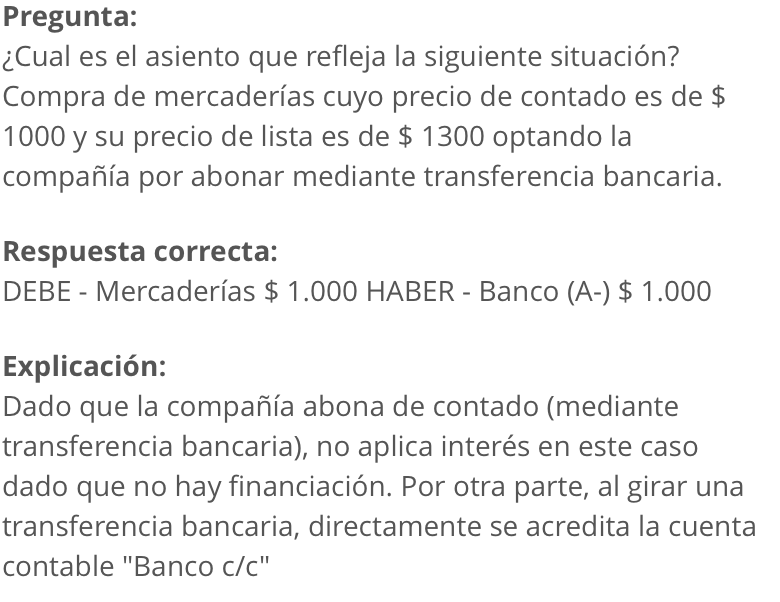 Pregunta:
¿Cual es el asiento que refleja la siguiente situación?
Compra de mercaderías cuyo precio de contado es de $
1000 y su precio de lista es de $ 1300 optando la
compañía por abonar mediante transferencia bancaria.
Respuesta correcta:
DEBE - Mercaderías $ 1.000 HABER - Banco (A-) $ 1.000
Explicación:
Dado que la compañía abona de contado (mediante
transferencia bancaria), no aplica interés en este caso
dado que no hay financiación. Por otra parte, al girar una
transferencia bancaria, directamente se acredita la cuenta
contable "Banco c/c"